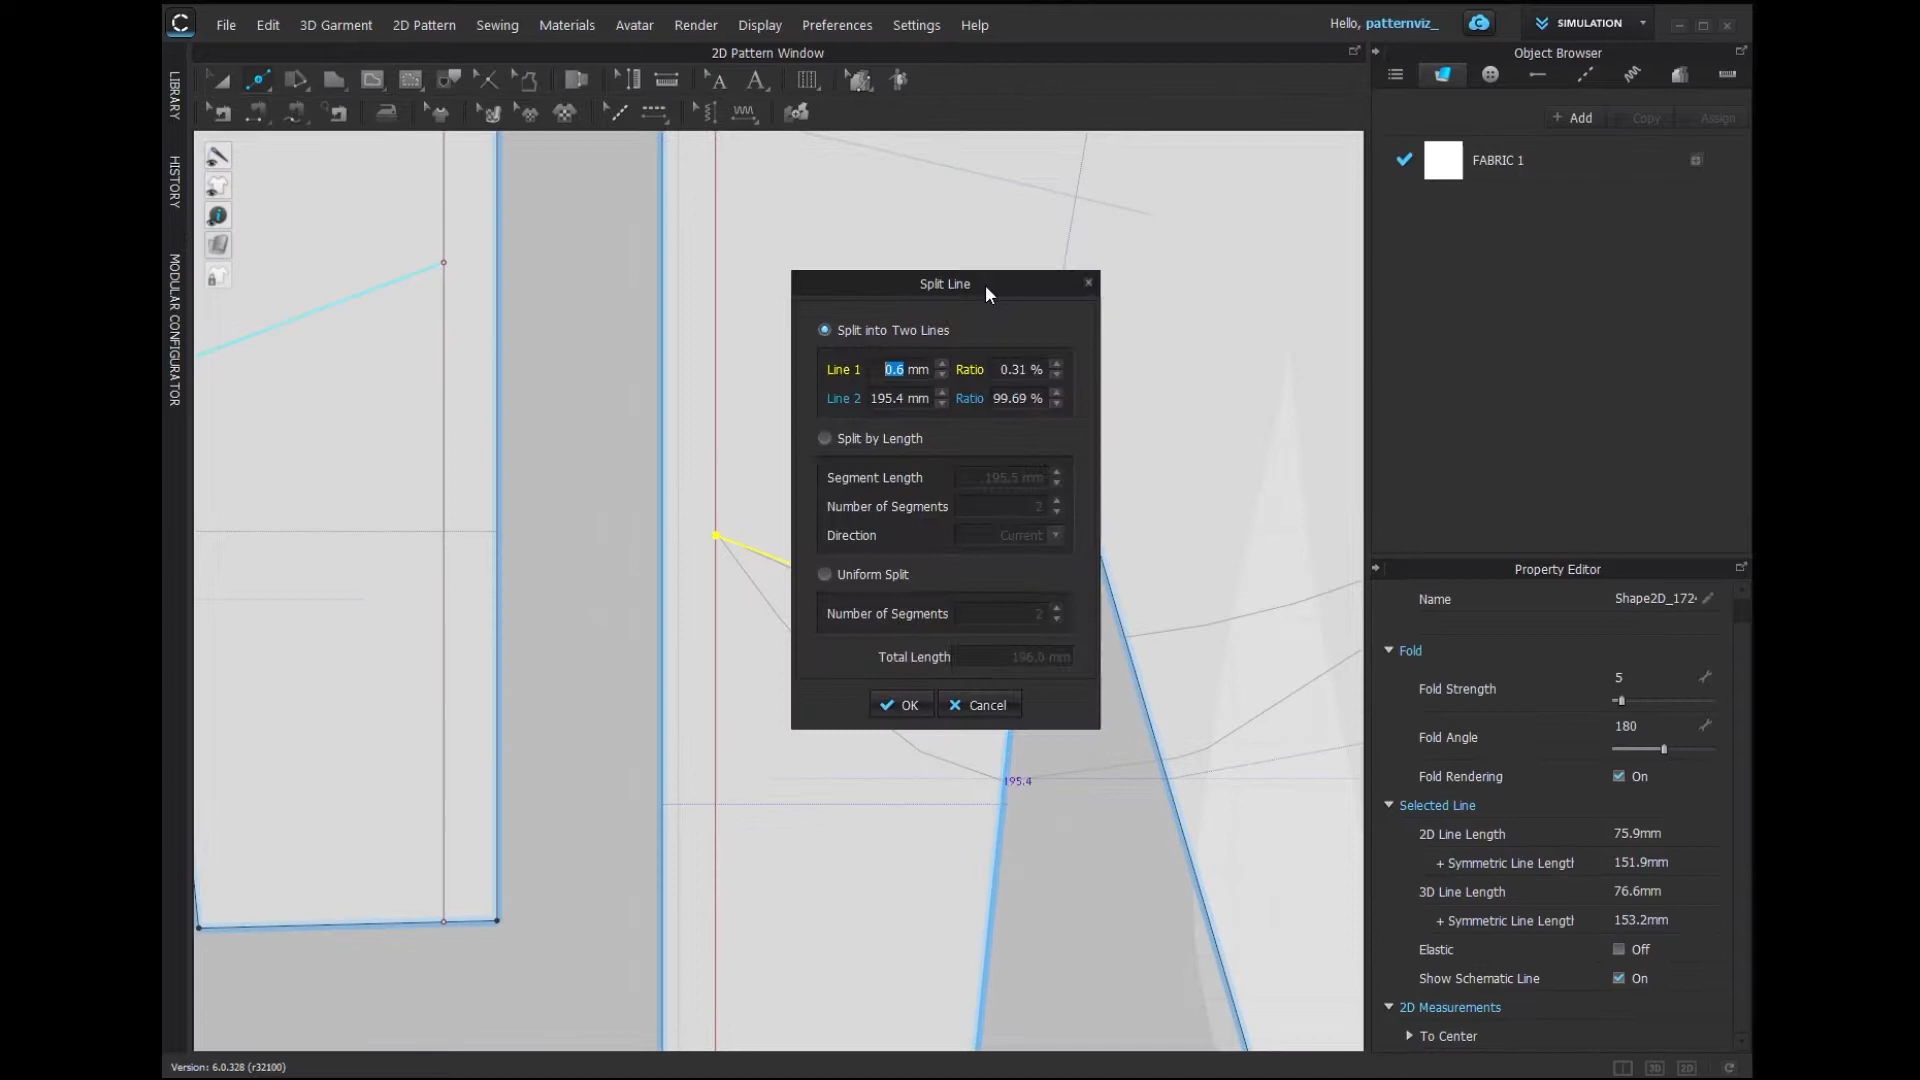 File Edit 3D Garment 2D Pattern Sewing Materials Avatar Render Display Preferences Settings Help
Hello, patternviz_
SIMULATION
2D Pattern Window
Object Browser
LIBRARY
HISTORY
MODULAR CONFIGURATOR
+ Add Copy Assign
FABRIC 1
Split Line
Split into Two Lines
Line 1 0.6 mm Ratio 0.31 %
Line 2 195.4 mm Ratio 99.69 %
Split by Length
Segment Length 195.5 mm
Number of Segments 2
Direction Current
Uniform Split
Number of Segments 2
Total Length 196.0 mm
OK Cancel
195.4
Property Editor
Name Shape2D_172
Fold
Fold Strength 5
Fold Angle 180
Fold Rendering On
Selected Line
2D Line Length 75.9mm
+ Symmetric Line Length 151.9mm
3D Line Length 76.6mm
+ Symmetric Line Length 153.2mm
Elastic Off
Show Schematic Line On
2D Measurements
To Center
Version: 6.0.328 (r32100)
3D 2D